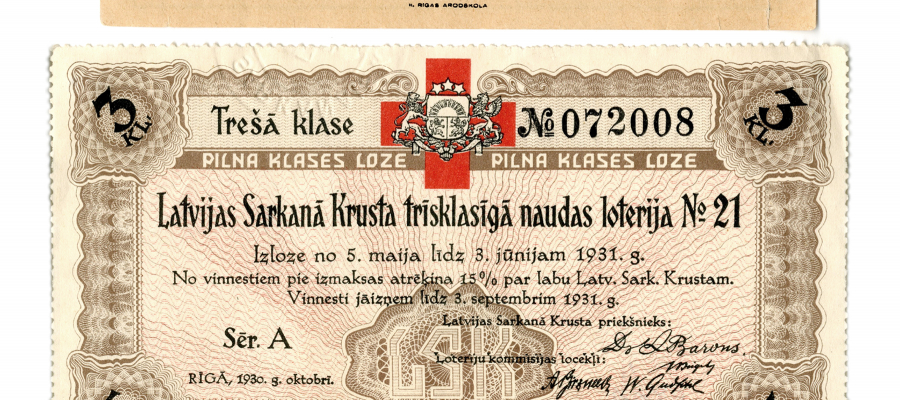 R. RIGAS ARODSKOLA
3 KL.
Trešā klase
№ 072008
3 KL.
PILNA KLASES LOZE PILNA KLASES LOZE
Latvijas Sarkanā Krusta trīsklasīgā naudas loterija № 21
Izloze no 5. maija līdz 3. jūnijam 1931. g.
No vinnestiem pie izmaksas atrēķina 15% par labu Latv. Sark. Krustam.
Vinnesti jāizņem līdz 3. septembrim 1931. g.
Latvijas Sarkanā Krusta priekšnieks:
Sēr. A
LSK
Loteriju kommisijas locekļi:
RĪGĀ, 1930. g. oktobrī.